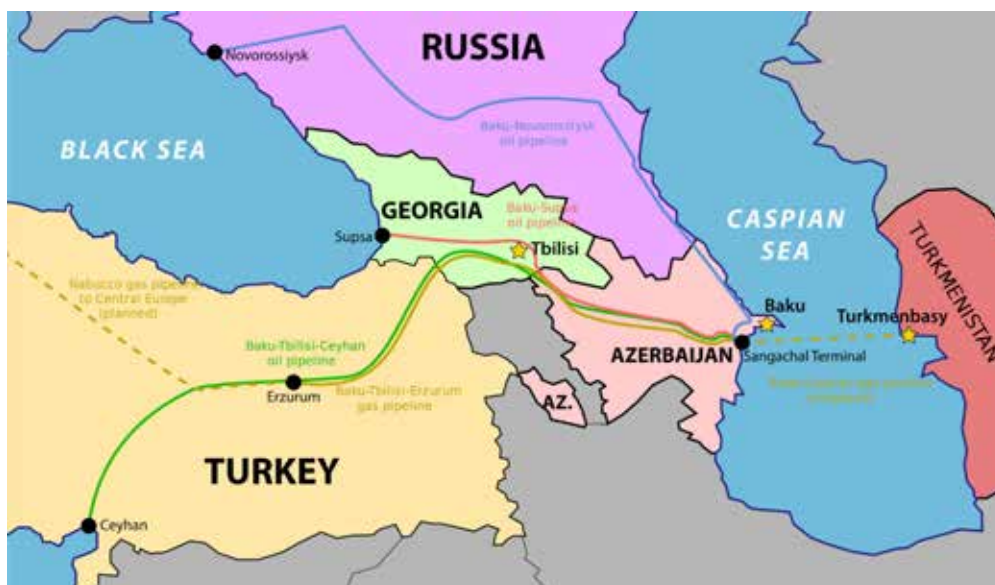 RUSSIA
Novorossiysk
Baku-Novorocitysk
oil pipeline
BLACK SEA
GEORGIA
Baku-Supsa
oil pipeline
CASPIAN
SEA
TURKMENISTAN
Supsa
Tbilisi
Nabucco gas pipeline
to Central Europe
(planned)
Baku
Turkmenbasy
Baku-Tbilisi-Ceyhan
oil pipeline
AZERBAIJAN
Sangachal Terminal
Erzurum
Baku-Tbilisi-Erzurum
gas pipeline
AZ.
TURKEY
Ceyhan